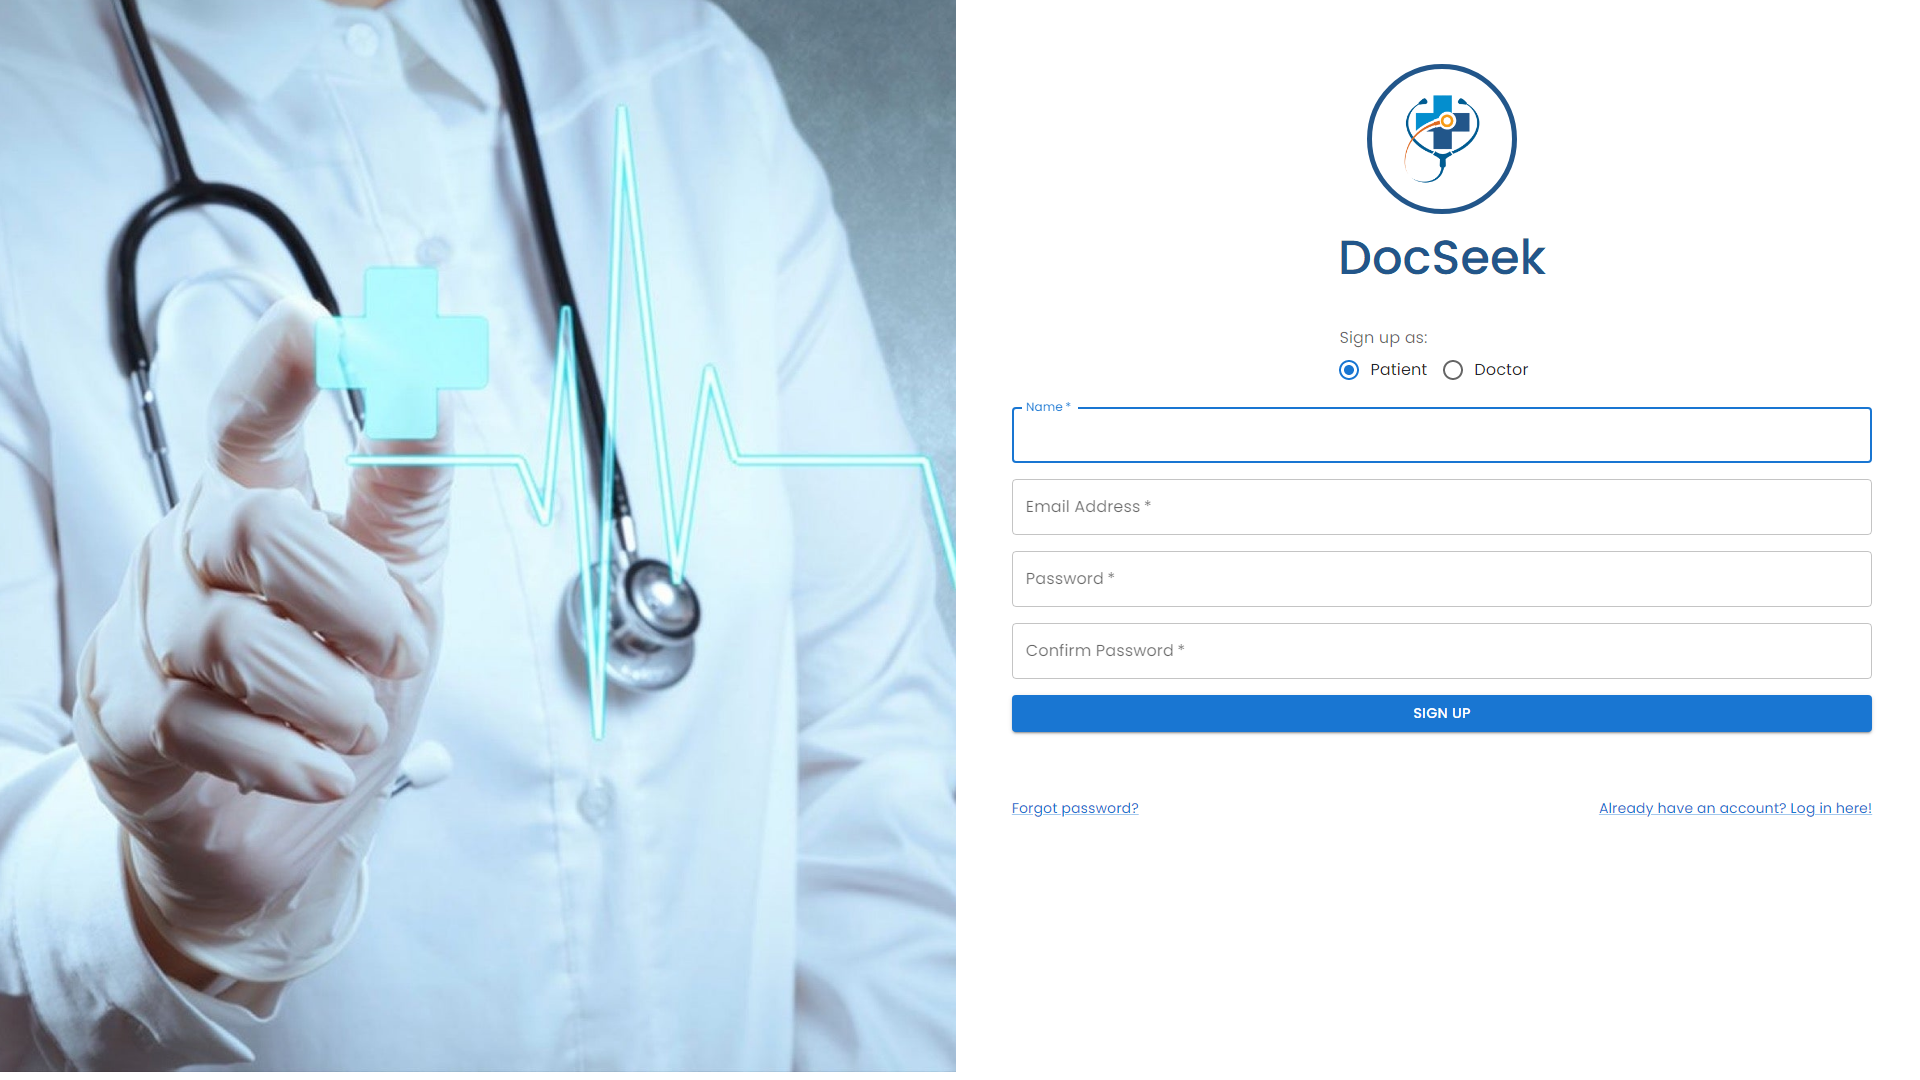 DocSeek
Sign up as:
Patient Doctor
Name *
Email Address *
Password *
Confirm Password *
SIGN UP
Forgot password? Already have an account? Log in here!